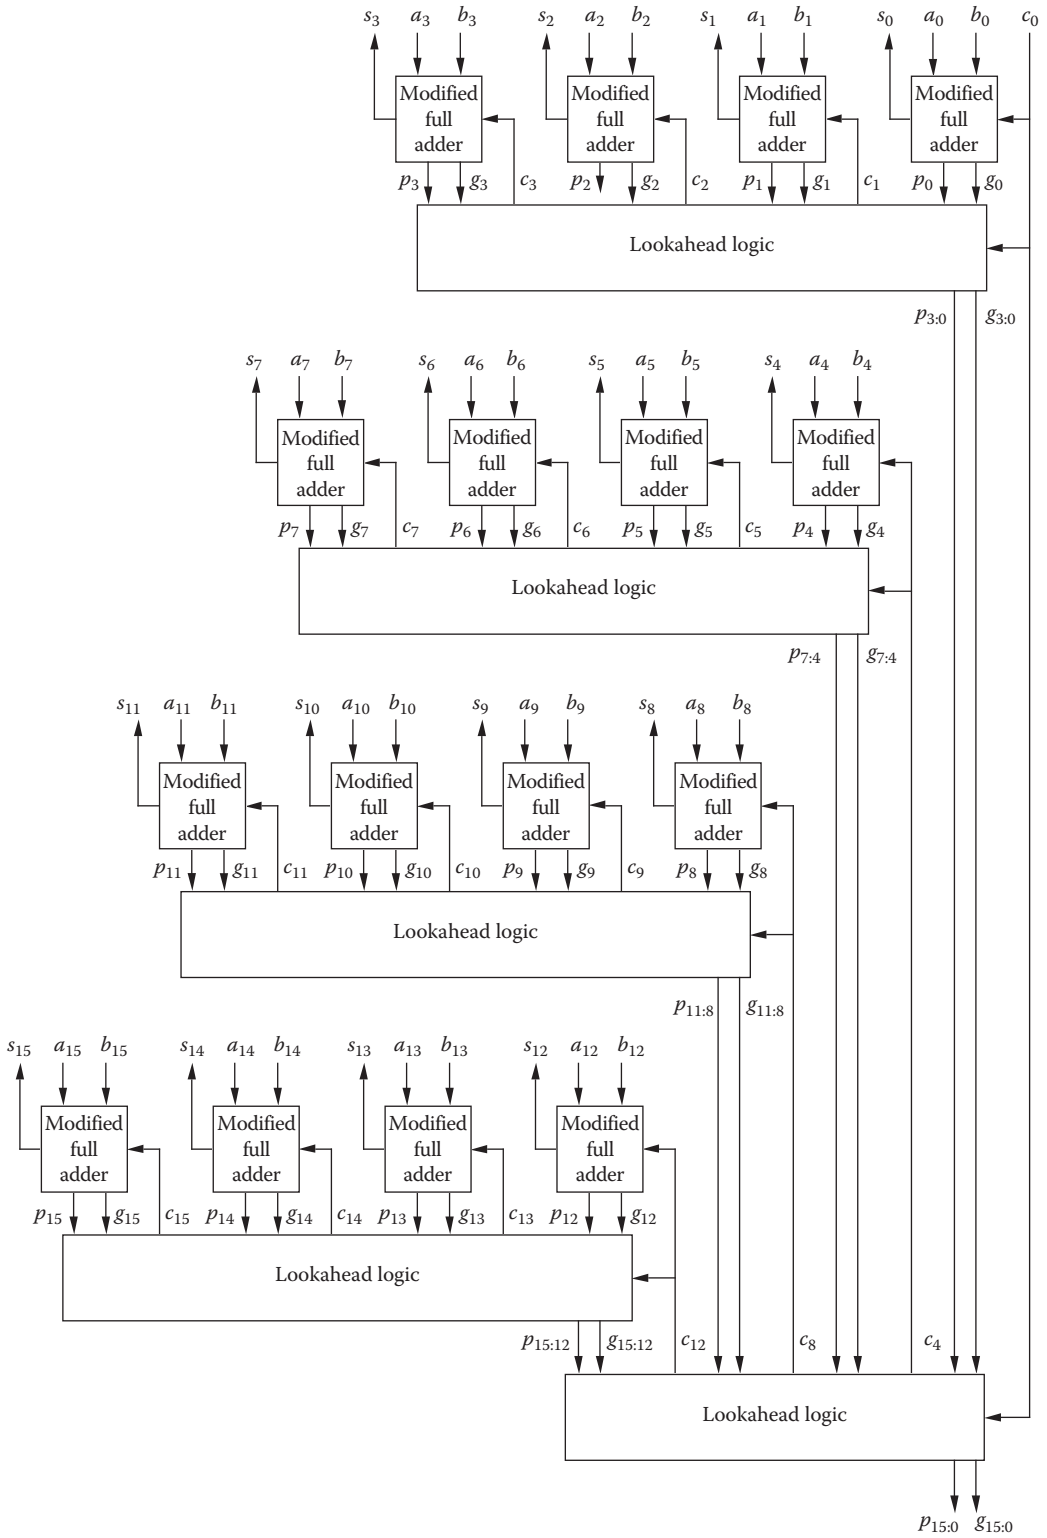 s3 a3 b3 s2 a2 b2 s1 a1 b1 s0 a0 b0 c0
Modified Modified Modified Modified
full full full full
adder adder adder adder
p3 g3 c3 p2 g2 c2 p1 g1 c1 p0 g0
Lookahead logic
p3:0 g3:0
s7 a7 b7 s6 a6 b6 s5 a5 b5 s4 a4 b4
Modified Modified Modified Modified
full full full full
adder adder adder adder
p7 g7 c7 p6 g6 c6 p5 g5 c5 p4 g4
Lookahead logic
p7:4 g7:4
s11 a11 b11 s10 a10 b10 s9 a9 b9 s8 a8 b8
Modified Modified Modified Modified
full full full full
adder adder adder adder
p11 g11 c11 p10 g10 c10 p9 g9 c9 p8 g8
Lookahead logic
p11:8 g11:8
s15 a15 b15 s14 a14 b14 s13 a13 b13 s12 a12 b12
Modified Modified Modified Modified
full full full full
adder adder adder adder
p15 g15 c15 p14 g14 c14 p13 g13 c13 p12 g12
Lookahead logic
p15:12 g15:12 c12 c8 c4
Lookahead logic
p15:0 g15:0